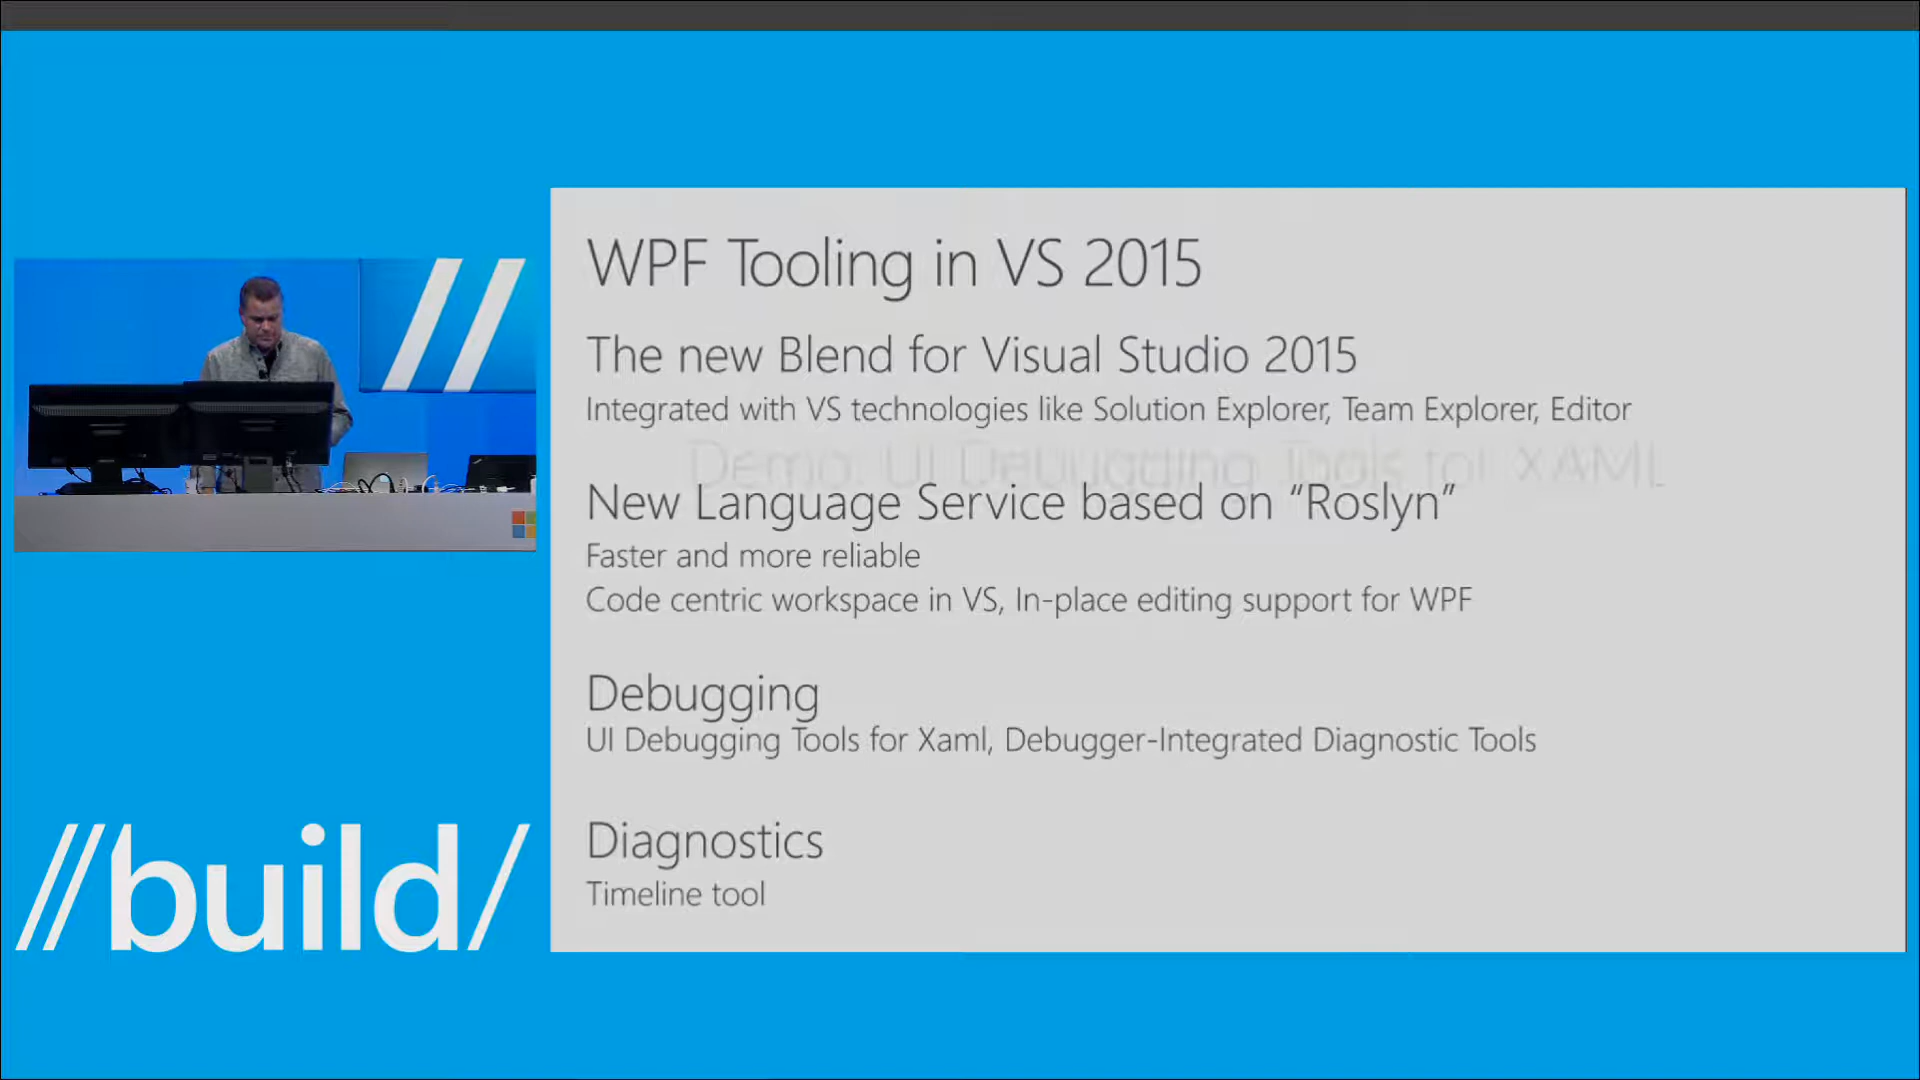 WPF Tooling in VS 2015
The new Blend for Visual Studio 2015
Integrated with VS technologies like Solution Explorer, Team Explorer, Editor
Demo: UI Debugging Tools for XAML
New Language Service based on “Roslyn”
Faster and more reliable
Code centric workspace in VS, In-place editing support for WPF
Debugging
UI Debugging Tools for Xaml, Debugger-Integrated Diagnostic Tools
Diagnostics
Timeline tool
//
//build/